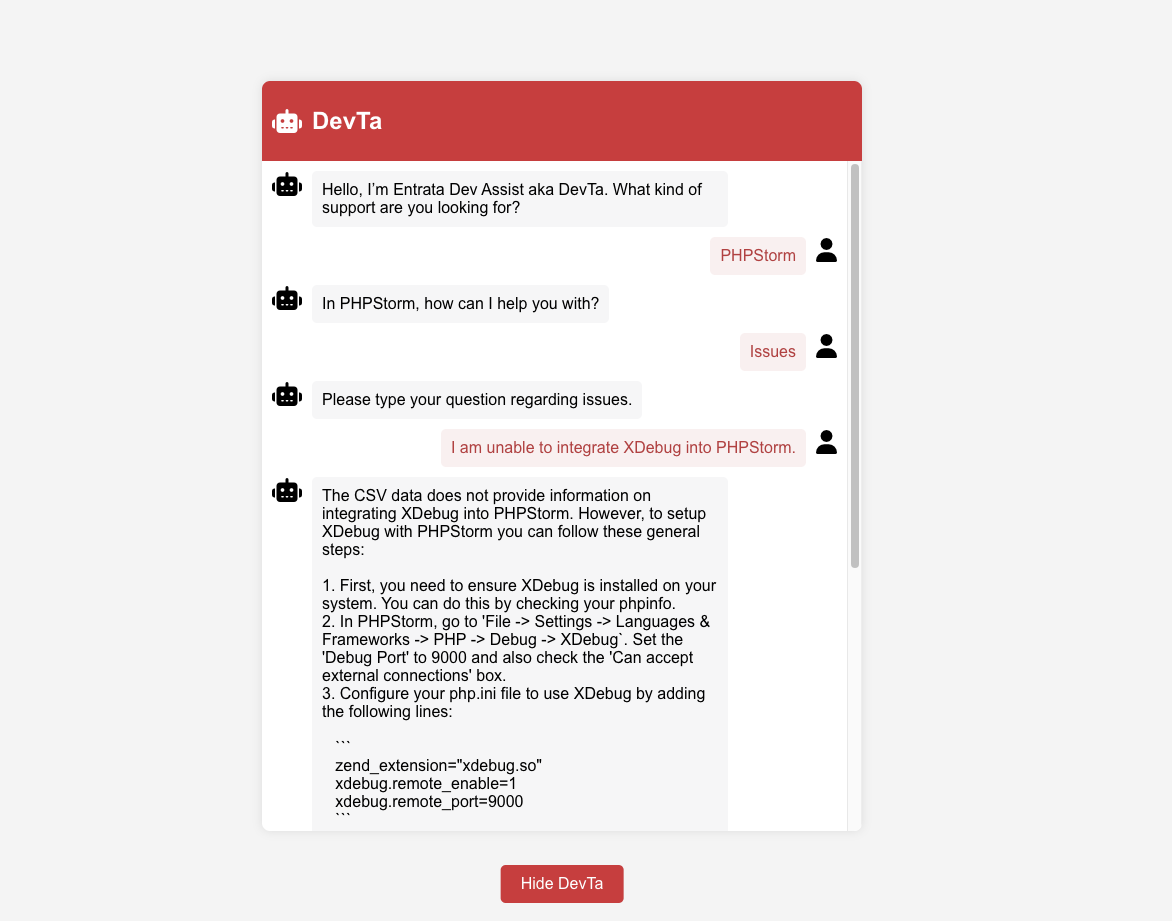 DevTa
Hello, I’m Entrata Dev Assist aka DevTa. What kind of
support are you looking for?
PHPStorm
In PHPStorm, how can I help you with?
Issues
Please type your question regarding issues.
I am unable to integrate XDebug into PHPStorm.
The CSV data does not provide information on
integrating XDebug into PHPStorm. However, to setup
XDebug with PHPStorm you can follow these general
steps:
1. First, you need to ensure XDebug is installed on your
system. You can do this by checking your phpinfo.
2. In PHPStorm, go to 'File -> Settings -> Languages &
Frameworks -> PHP -> Debug -> XDebug`. Set the
'Debug Port' to 9000 and also check the 'Can accept
external connections' box.
3. Configure your php.ini file to use XDebug by adding
the following lines:
```
zend_extension="xdebug.so"
xdebug.remote_enable=1
xdebug.remote_port=9000
```
Hide DevTa